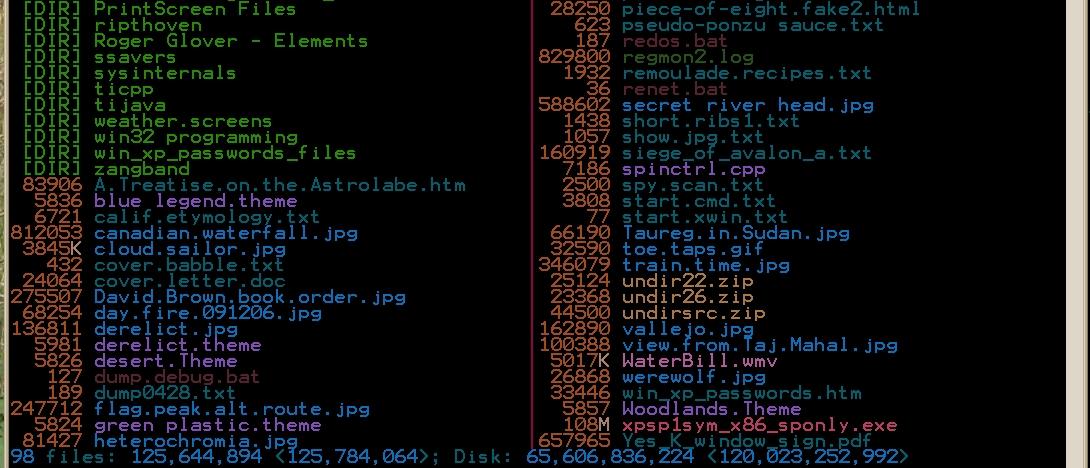 [DIR] PrintScreen Files
[DIR] ripthoven
[DIR] Roger Glover - Elements
[DIR] ssavers
[DIR] sysinternals
[DIR] ticpp
[DIR] tijava
[DIR] weather.screens
[DIR] win32 programming
[DIR] win_xp_passwords_files
[DIR] zangband
83906 A.Treatise.on.the.Astrolabe.htm
5836 blue legend.theme
6721 calif.etymology.txt
812053 canadian.waterfall.jpg
3845K cloud.sailor.jpg
432 cover.babble.txt
24064 cover.letter.doc
275507 David.Brown.book.order.jpg
68254 day.fire.091206.jpg
136811 derelict.jpg
5981 derelict.theme
5826 desert.Theme
127 dump.debug.bat
189 dump0428.txt
247712 flag.peak.alt.route.jpg
5824 green plastic.theme
81427 heterochromia.jpg
28250 piece-of-eight.fake2.html
623 pseudo-ponzu sauce.txt
187 redos.bat
829800 regmon2.log
1932 remoulade.recipes.txt
36 renet.bat
588602 secret river head.jpg
1438 short.ribs1.txt
1057 show.jpg.txt
160919 siege_of_avalon_a.txt
7186 spinctrl.cpp
2500 spy.scan.txt
3808 start.cmd.txt
77 start.xwin.txt
66190 Taureg.in.Sudan.jpg
32590 toe.taps.gif
346079 train.time.jpg
25124 undir22.zip
23368 undir26.zip
44500 undirsrc.zip
162890 vallejo.jpg
100388 view.from.Taj.Mahal.jpg
5017K WaterBill.wmv
26868 werewolf.jpg
33446 win_xp_passwords.htm
5857 Woodlands.Theme
108M xpsp1sym_x86_sponly.exe
657965 Yes_K_window_sign.pdf
98 files: 125,644,894 <125,784,064>; Disk: 65,606,836,224 <120,023,252,992>